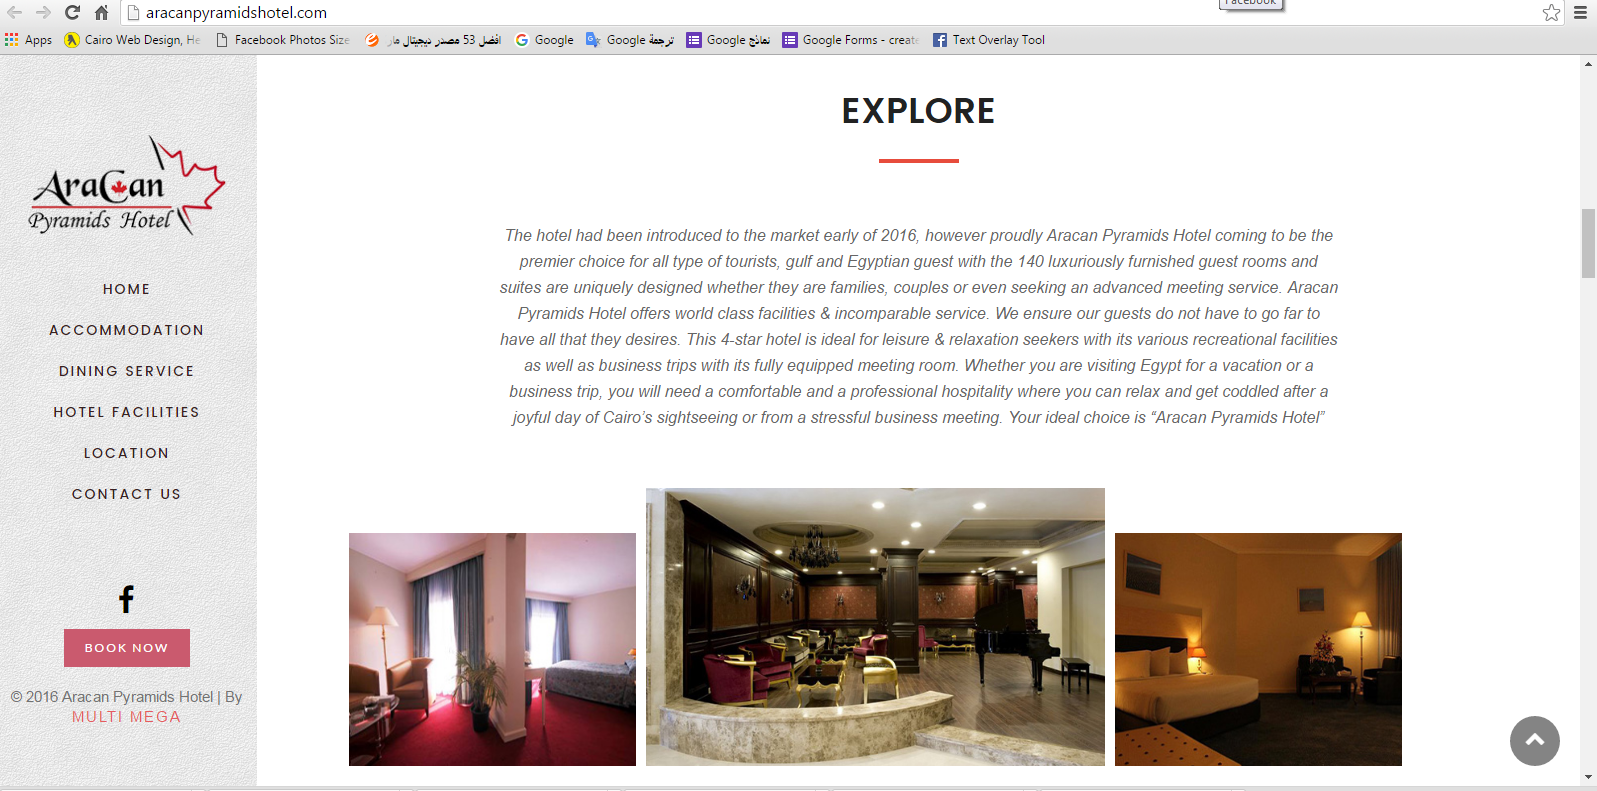 Facebook
aracanpyramidshotel.com
Apps
Cairo Web Design, He
Facebook Photos Size
افضل 53 مصدر ديجيتال مار
Google
Google ترجمة
Google نماذج
Google Forms - create
Text Overlay Tool
AraCan
Pyramids Hotel
HOME
ACCOMMODATION
DINING SERVICE
HOTEL FACILITIES
LOCATION
CONTACT US
BOOK NOW
© 2016 Aracan Pyramids Hotel | By
MULTI MEGA
EXPLORE
The hotel had been introduced to the market early of 2016, however proudly Aracan Pyramids Hotel coming to be the
premier choice for all type of tourists, gulf and Egyptian guest with the 140 luxuriously furnished guest rooms and
suites are uniquely designed whether they are families, couples or even seeking an advanced meeting service. Aracan
Pyramids Hotel offers world class facilities & incomparable service. We ensure our guests do not have to go far to
have all that they desires. This 4-star hotel is ideal for leisure & relaxation seekers with its various recreational facilities
as well as business trips with its fully equipped meeting room. Whether you are visiting Egypt for a vacation or a
business trip, you will need a comfortable and a professional hospitality where you can relax and get coddled after a
joyful day of Cairo’s sightseeing or from a stressful business meeting. Your ideal choice is “Aracan Pyramids Hotel”